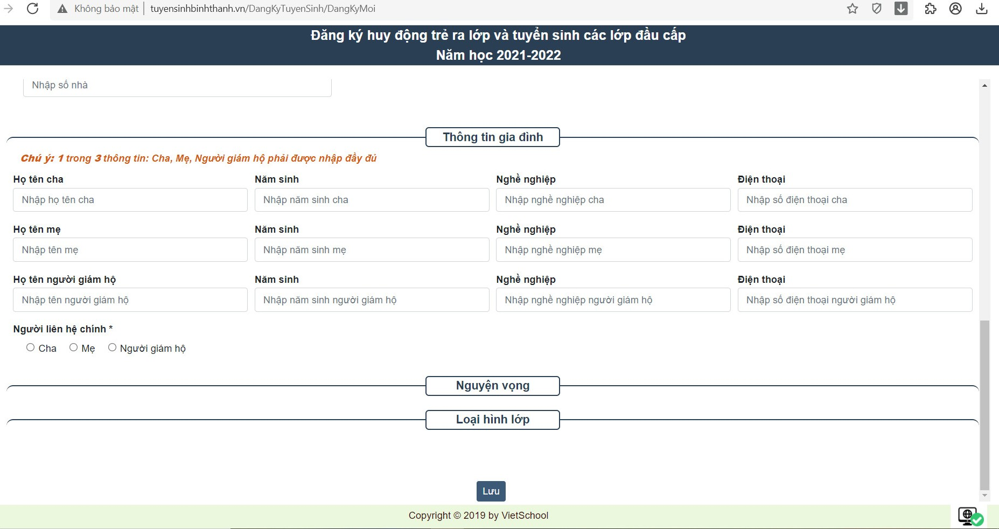 Không bảo mật | tuyensinhbinhthanh.vn/DangKyTuyenSinh/DangKyMoi
Đăng ký huy động trẻ ra lớp và tuyển sinh các lớp đầu cấp
Năm học 2021-2022
Nhập số nhà
Thông tin gia đình
Chú ý: 1 trong 3 thông tin: Cha, Mẹ, Người giám hộ phải được nhập đầy đủ
Họ tên cha Năm sinh Nghề nghiệp Điện thoại
Nhập họ tên cha Nhập năm sinh cha Nhập nghề nghiệp cha Nhập số điện thoại cha
Họ tên mẹ Năm sinh Nghề nghiệp Điện thoại
Nhập tên mẹ Nhập năm sinh mẹ Nhập nghề nghiệp mẹ Nhập số điện thoại mẹ
Họ tên người giám hộ Năm sinh Nghề nghiệp Điện thoại
Nhập tên người giám hộ Nhập năm sinh người giám hộ Nhập nghề nghiệp người giám hộ Nhập số điện thoại người giám hộ
Người liên hệ chính *
Cha Mẹ Người giám hộ
Nguyện vọng
Loại hình lớp
Lưu
Copyright © 2019 by VietSchool